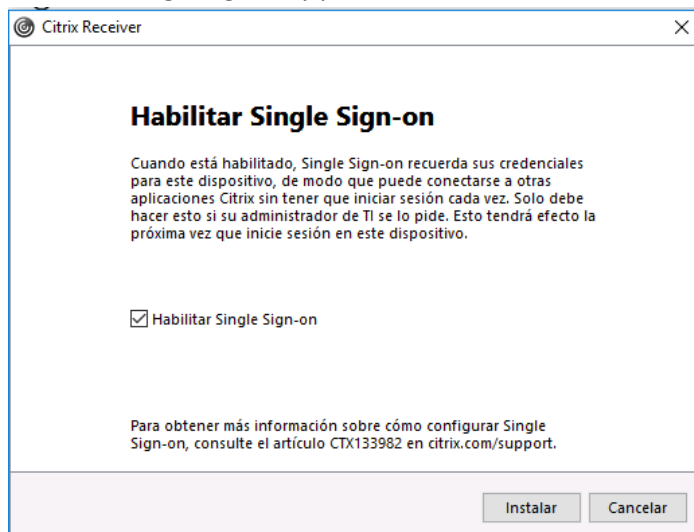 Citrix Receiver
Habilitar Single Sign-on
Cuando está habilitado, Single Sign-on recuerda sus credenciales
para este dispositivo, de modo que puede conectarse a otras
aplicaciones Citrix sin tener que iniciar sesión cada vez. Solo debe
hacer esto si su administrador de TI se lo pide. Esto tendrá efecto la
próxima vez que inicie sesión en este dispositivo.
Habilitar Single Sign-on
Para obtener más información sobre cómo configurar Single
Sign-on, consulte el artículo CTX133982 en citrix.com/support.
Instalar Cancelar